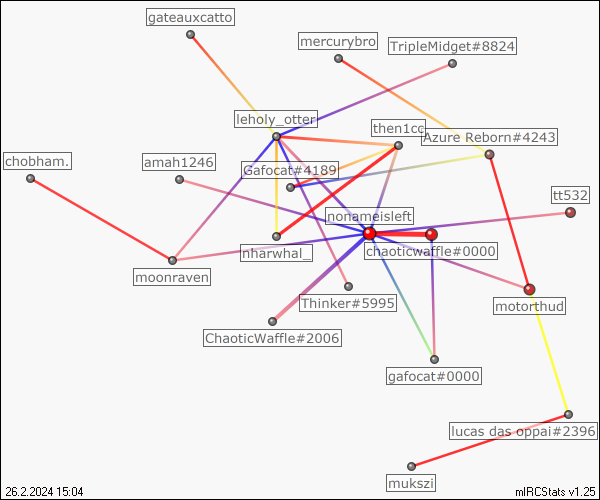 gateauxcatto
mercurybro
TripleMidget#8824
leholy_otter
then1cc
Azure Reborn#4243
chobham.
amah1246
Gafocat#4189
tt532
nonameisleft
nharwhal_
chaoticwaffle#0000
moonraven
Thinker#5995
motorthud
ChaoticWaffle#2006
gafocat#0000
lucas das oppai#2396
mukszi
26.2.2024 15:04
mIRCStats v1.25